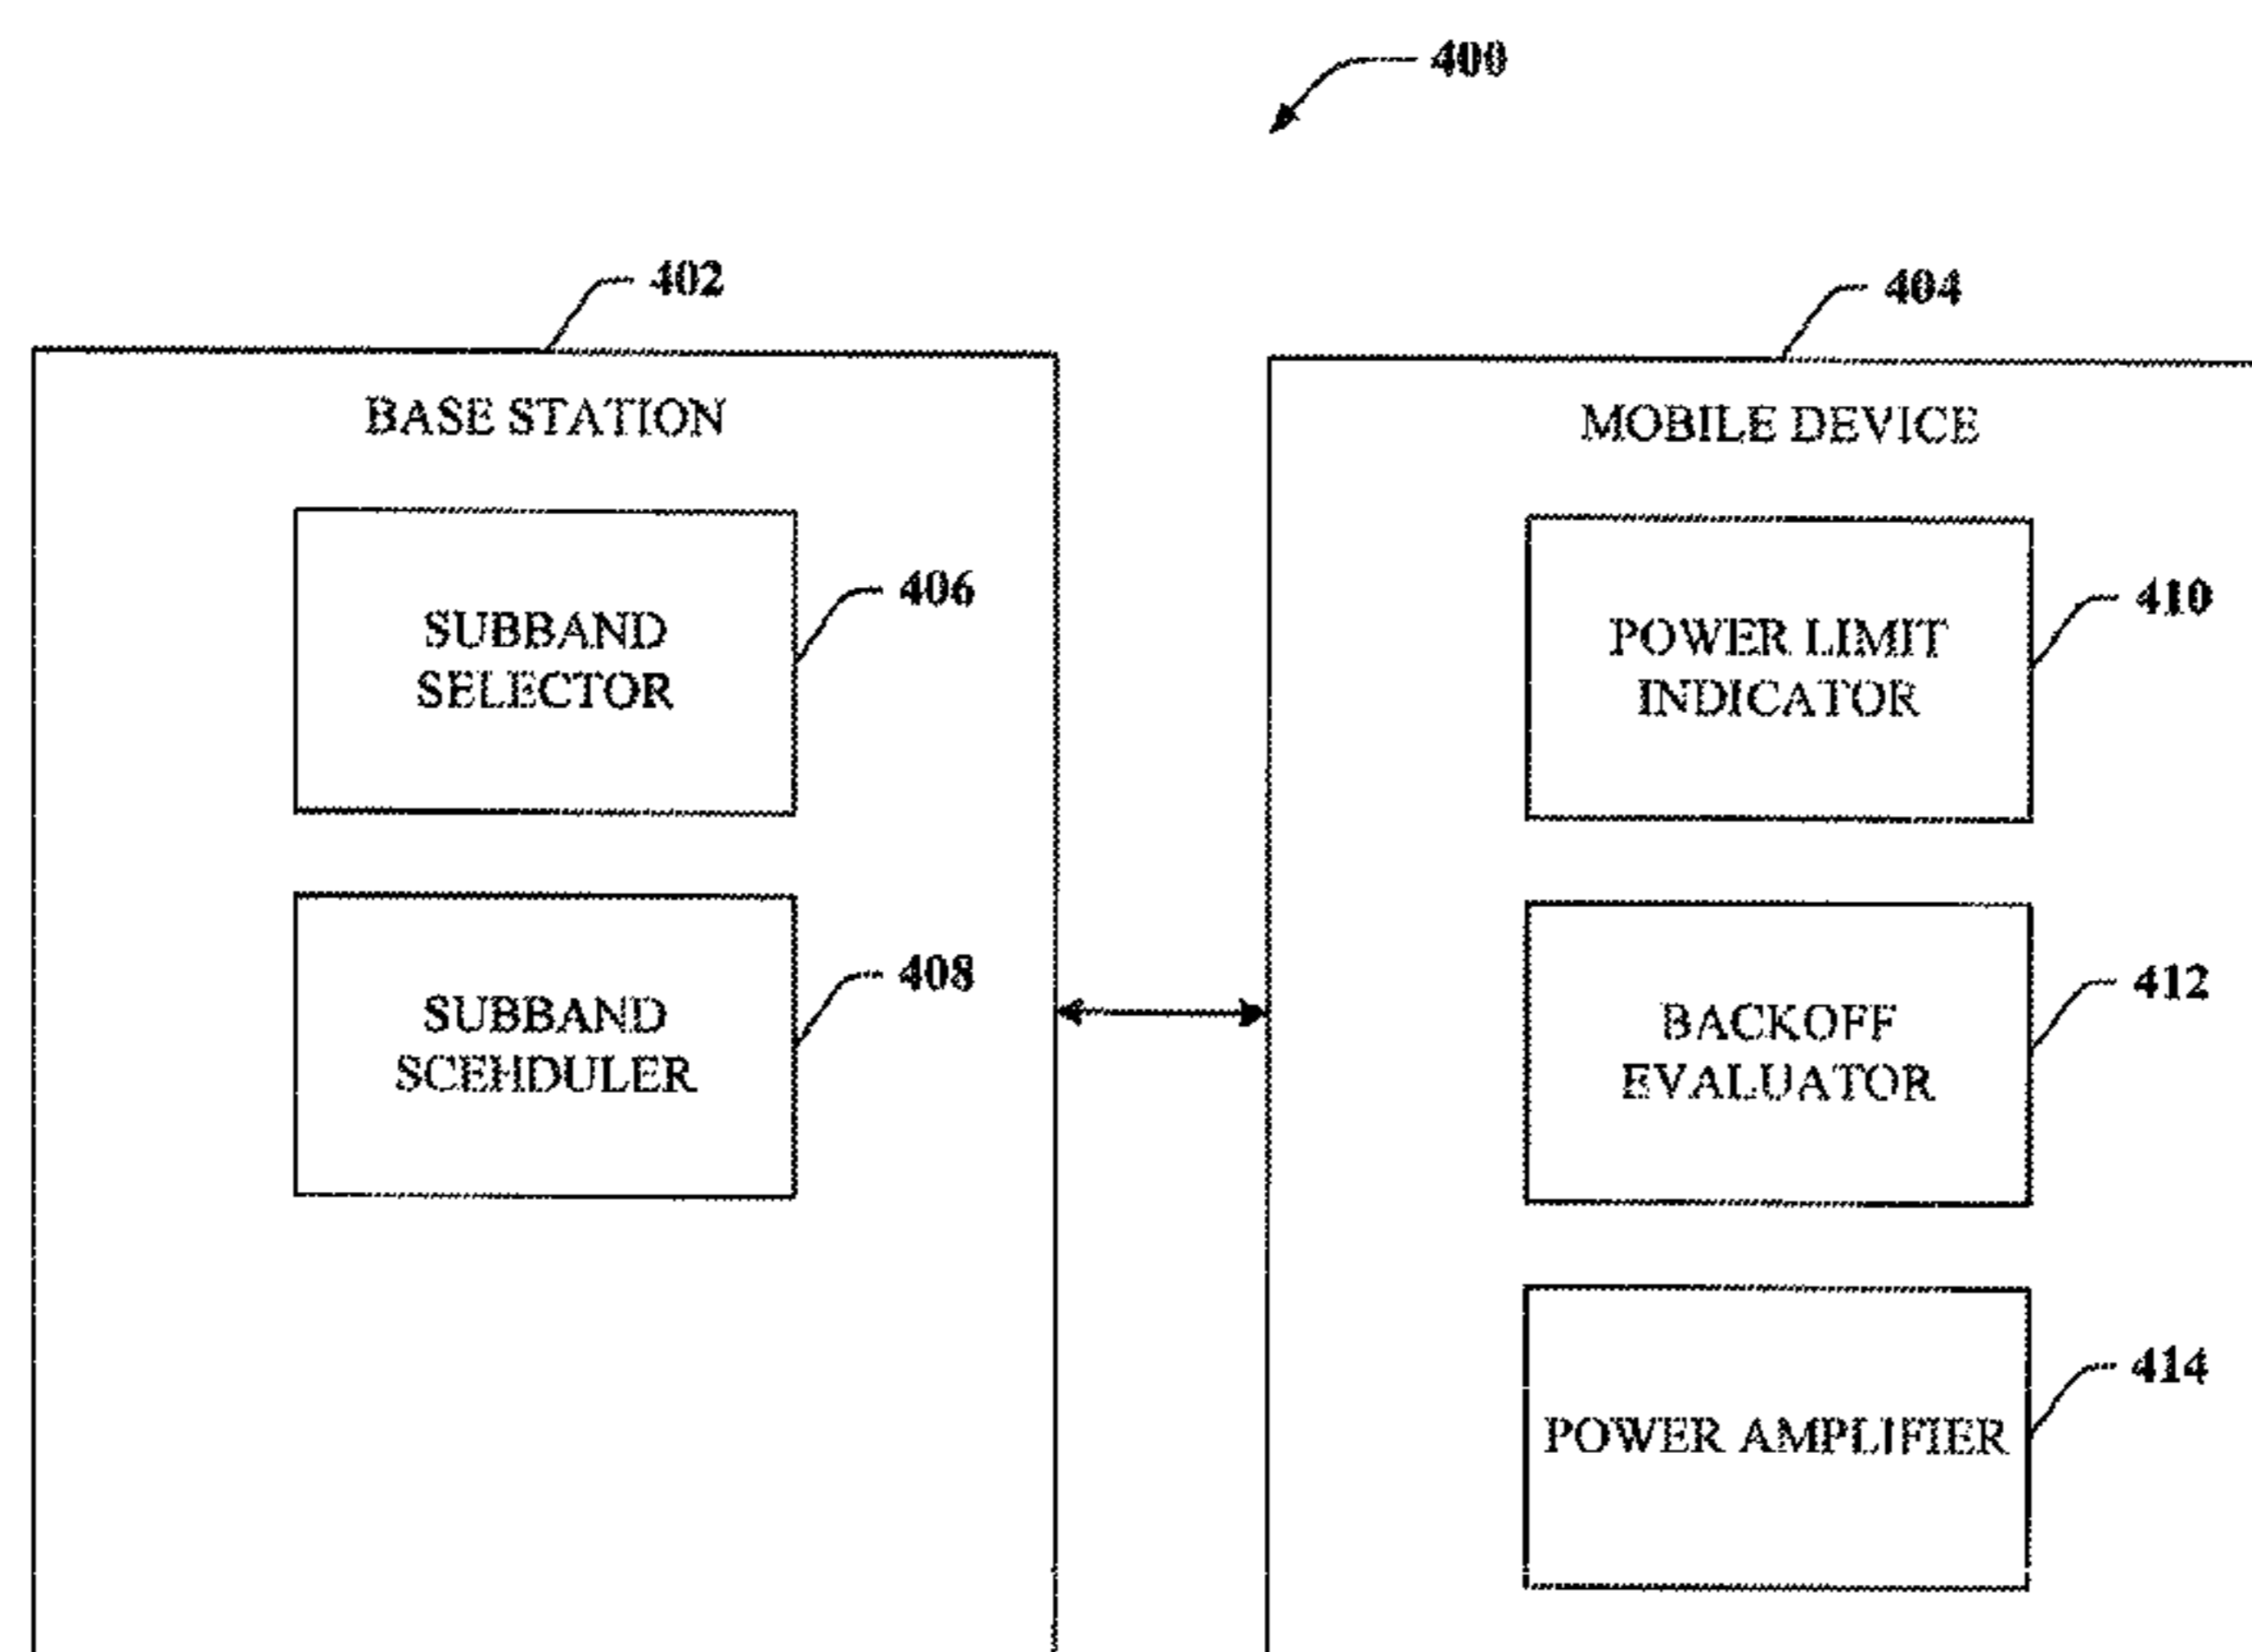 400
402
404
BASE STATION
MOBILE DEVICE
SUBBAND
SELECTOR
406
POWER LIMIT
INDICATOR
410
SUBBAND
SCEHDULER
408
BACKOFF
EVALUATOR
412
POWER AMPLIFIER
414